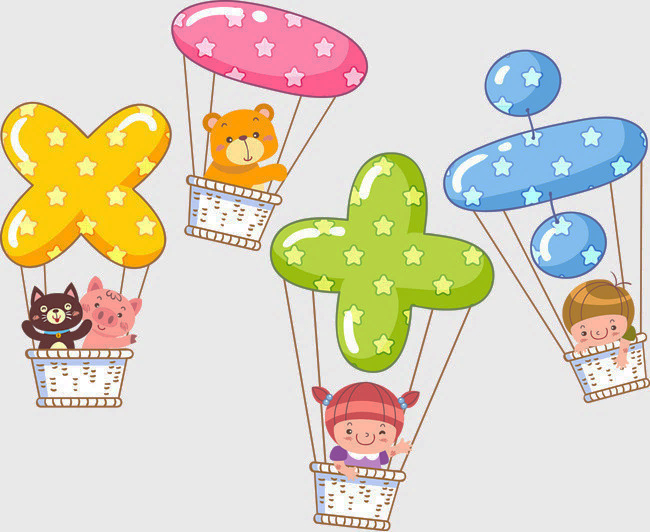 × − + ÷